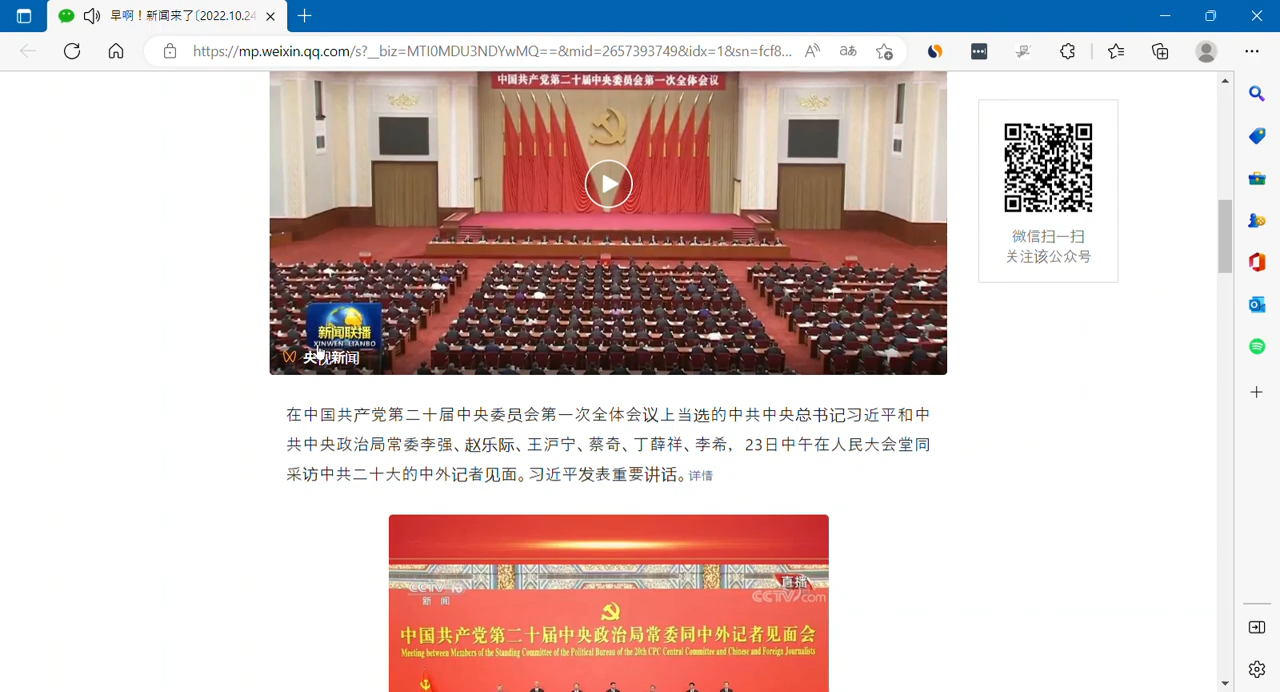 早啊！新闻来了〔2022.10.24
https://mp.weixin.qq.com/s?__biz=MTI0MDU3NDYwMQ==&mid=2657393749&idx=1&sn=fcf8...
中国共产党第二十届中央委员会第一次全体会议
微信扫一扫
关注该公众号
新闻联播
XINWEN LIANBO
央视新闻
在中国共产党第二十届中央委员会第一次全体会议上当选的中共中央总书记习近平和中
共中央政治局常委李强、赵乐际、王沪宁、蔡奇、丁薛祥、李希，23日中午在人民大会堂同
采访中共二十大的中外记者见面。习近平发表重要讲话。详情
直播
CCTV.com
新 闻
中国共产党第二十届中央政治局常委同中外记者见面会
Meeting between Members of the Standing Committee of the Political Bureau of the 20th CPC Central Committee and Chinese and Foreign Journalists